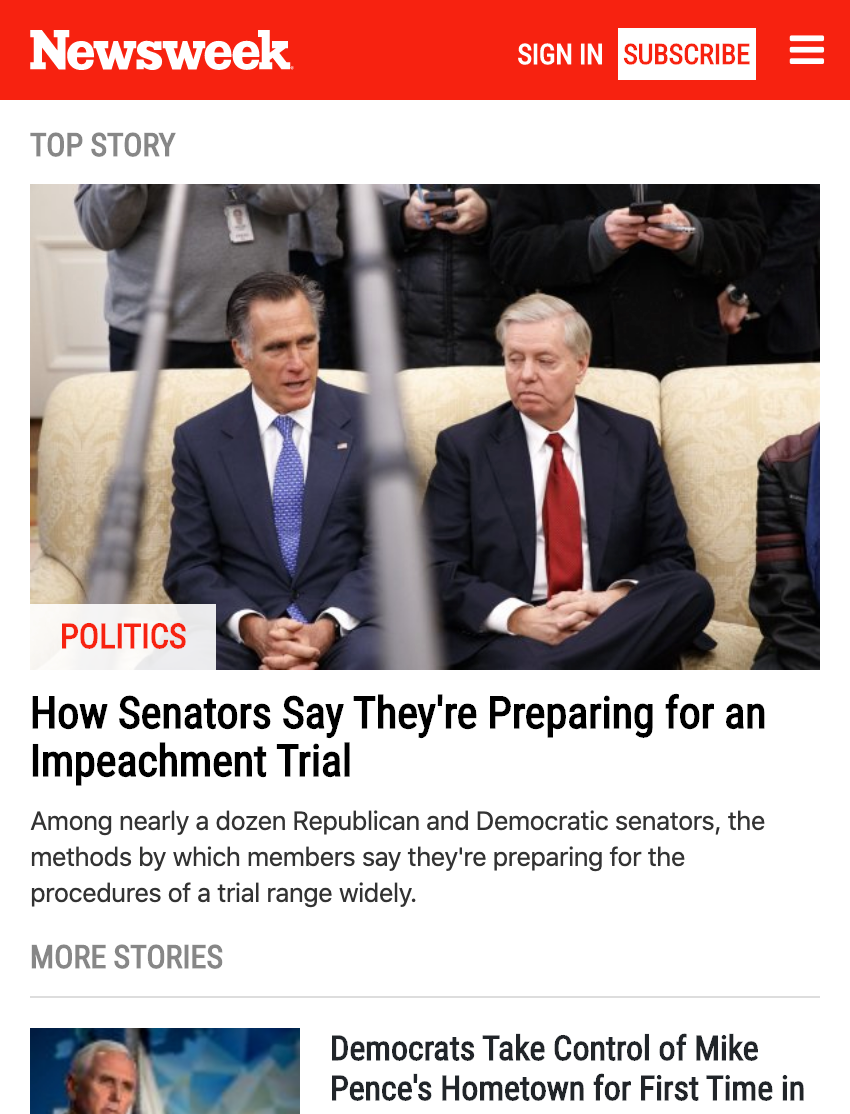 Newsweek
SIGN IN SUBSCRIBE
TOP STORY
POLITICS
How Senators Say They're Preparing for an
Impeachment Trial
Among nearly a dozen Republican and Democratic senators, the
methods by which members say they're preparing for the
procedures of a trial range widely.
MORE STORIES
Democrats Take Control of Mike
Pence's Hometown for First Time in